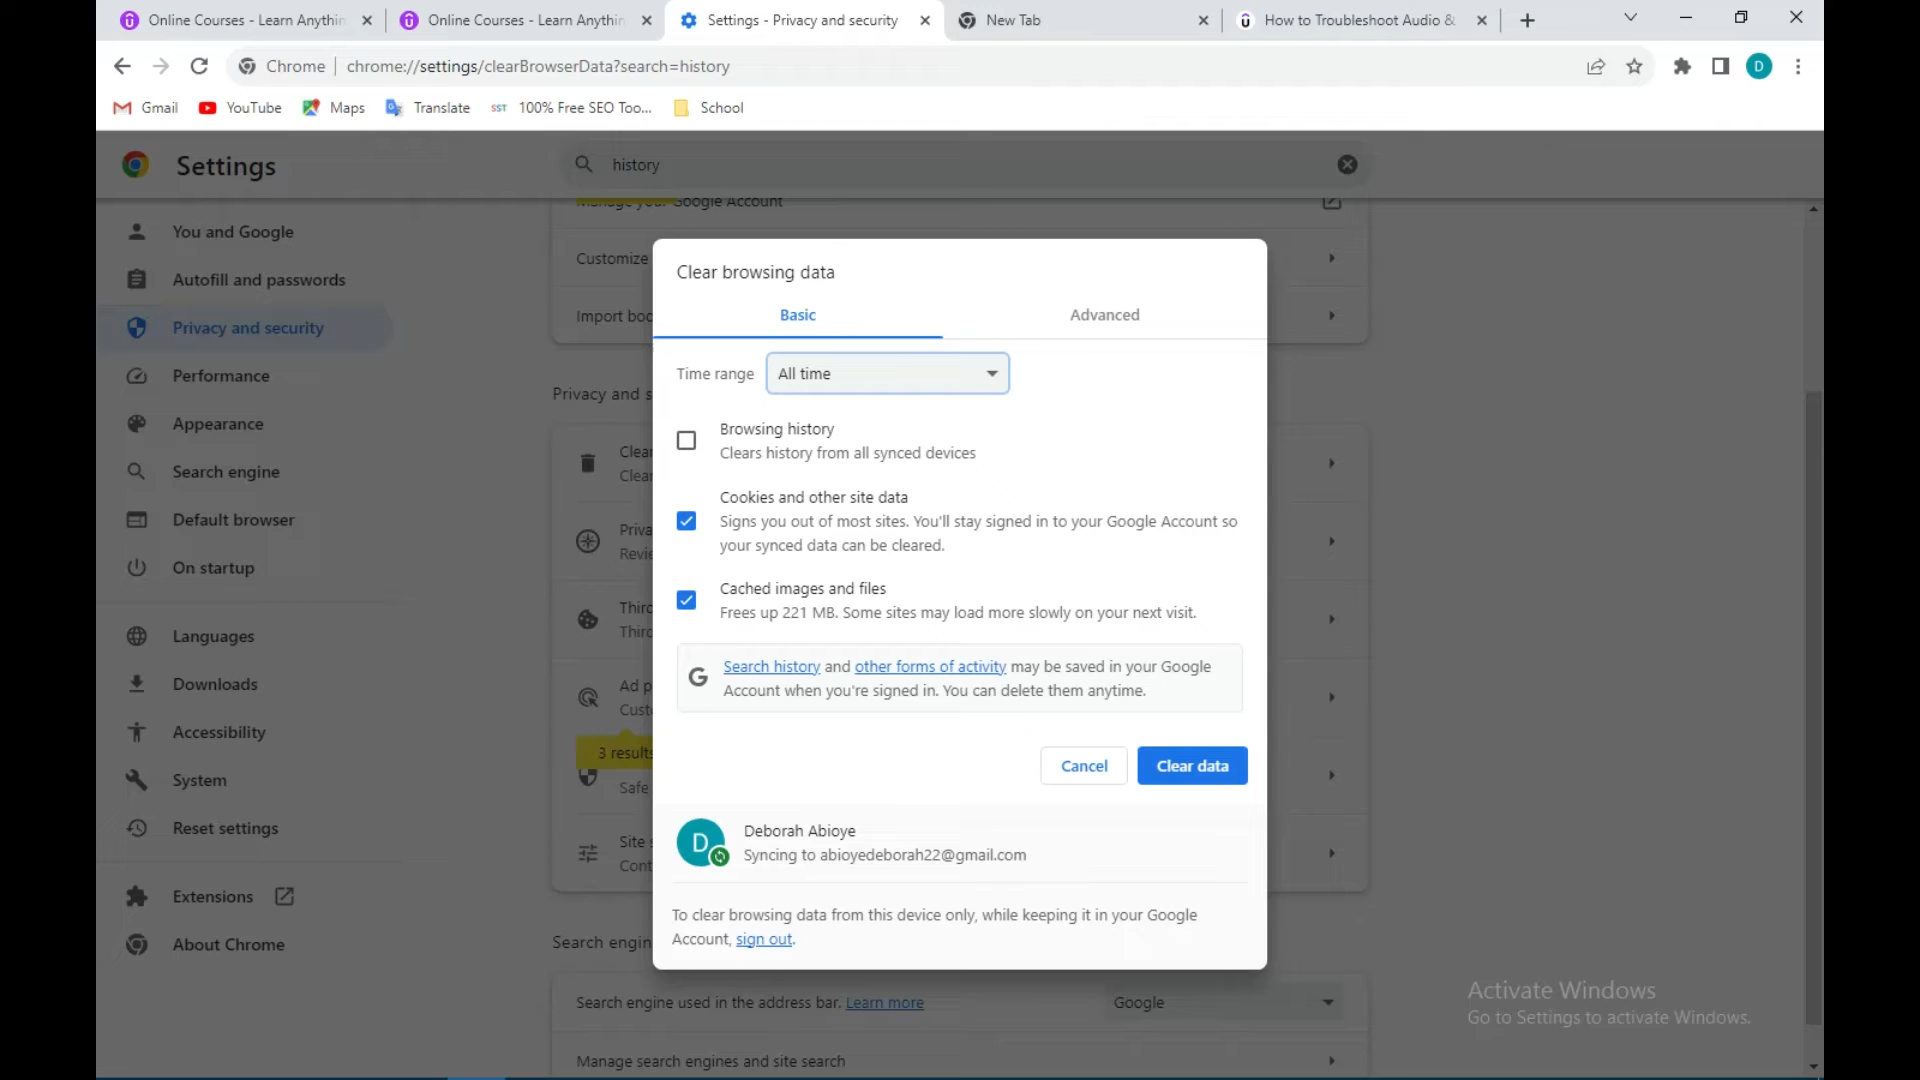 Online Courses - Learn Anythin
Online Courses - Learn Anythin
Settings - Privacy and security
New Tab
How to Troubleshoot Audio &
Chrome
chrome://settings/clearBrowserData?search=history
D
Gmail
YouTube
Maps
Translate
SST
100% Free SEO Too...
School
Settings
history
Manage your Google Account
You and Google
Autofill and passwords
Privacy and security
Performance
Appearance
Search engine
Default browser
On startup
Languages
Downloads
Accessibility
System
Reset settings
Extensions
About Chrome
Customize
Import boo
Privacy and s
Clear
Clear
Priva
Revie
Third
Third
Ad p
Custo
3 results
Safe
Site s
Cont
Search engin
Clear browsing data
Basic
Advanced
Time range
All time
Browsing history
Clears history from all synced devices
Cookies and other site data
Signs you out of most sites. You'll stay signed in to your Google Account so
your synced data can be cleared.
Cached images and files
Frees up 221 MB. Some sites may load more slowly on your next visit.
G
Search history and other forms of activity may be saved in your Google
Account when you're signed in. You can delete them anytime.
Cancel
Clear data
D
Deborah Abioye
Syncing to abioyedeborah22@gmail.com
To clear browsing data from this device only, while keeping it in your Google
Account, sign out.
Search engine used in the address bar. Learn more
Google
Manage search engines and site search
Activate Windows
Go to Settings to activate Windows.